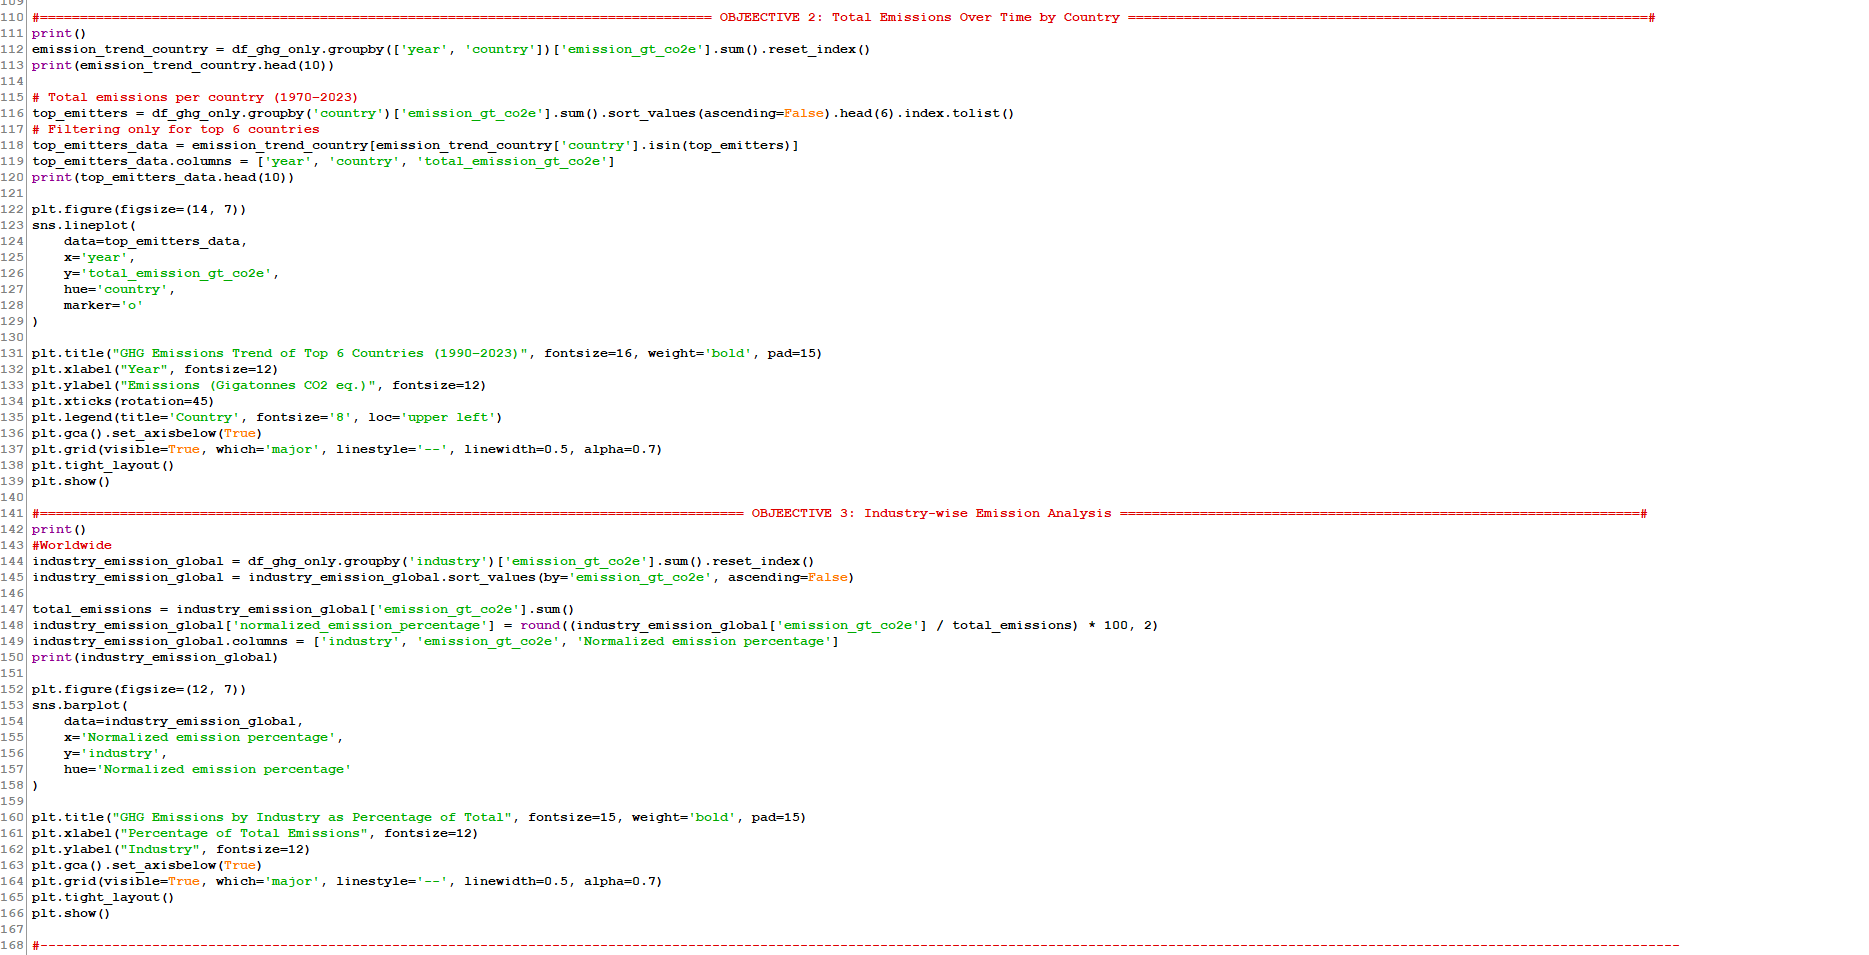 109
110 #==================================================================================== OBJEECTIVE 2: Total Emissions Over Time by Country =================================================================#
111 print()
112 emission_trend_country = df_ghg_only.groupby(['year', 'country'])['emission_gt_co2e'].sum().reset_index()
113 print(emission_trend_country.head(10))
114
115 # Total emissions per country (1970-2023)
116 top_emitters = df_ghg_only.groupby('country')['emission_gt_co2e'].sum().sort_values(ascending=False).head(6).index.tolist()
117 # Filtering only for top 6 countries
118 top_emitters_data = emission_trend_country[emission_trend_country['country'].isin(top_emitters)]
119 top_emitters_data.columns = ['year', 'country', 'total_emission_gt_co2e']
120 print(top_emitters_data.head(10))
121
122 plt.figure(figsize=(14, 7))
123 sns.lineplot(
124     data=top_emitters_data,
125     x='year',
126     y='total_emission_gt_co2e',
127     hue='country',
128     marker='o'
129 )
130
131 plt.title("GHG Emissions Trend of Top 6 Countries (1990-2023)", fontsize=16, weight='bold', pad=15)
132 plt.xlabel("Year", fontsize=12)
133 plt.ylabel("Emissions (Gigatonnes CO2 eq.)", fontsize=12)
134 plt.xticks(rotation=45)
135 plt.legend(title='Country', fontsize='8', loc='upper left')
136 plt.gca().set_axisbelow(True)
137 plt.grid(visible=True, which='major', linestyle='--', linewidth=0.5, alpha=0.7)
138 plt.tight_layout()
139 plt.show()
140
141 #======================================================================================== OBJEECTIVE 3: Industry-wise Emission Analysis =================================================================#
142 print()
143 #Worldwide
144 industry_emission_global = df_ghg_only.groupby('industry')['emission_gt_co2e'].sum().reset_index()
145 industry_emission_global = industry_emission_global.sort_values(by='emission_gt_co2e', ascending=False)
146
147 total_emissions = industry_emission_global['emission_gt_co2e'].sum()
148 industry_emission_global['normalized_emission_percentage'] = round((industry_emission_global['emission_gt_co2e'] / total_emissions) * 100, 2)
149 industry_emission_global.columns = ['industry', 'emission_gt_co2e', 'Normalized emission percentage']
150 print(industry_emission_global)
151
152 plt.figure(figsize=(12, 7))
153 sns.barplot(
154     data=industry_emission_global,
155     x='Normalized emission percentage',
156     y='industry',
157     hue='Normalized emission percentage'
158 )
159
160 plt.title("GHG Emissions by Industry as Percentage of Total", fontsize=15, weight='bold', pad=15)
161 plt.xlabel("Percentage of Total Emissions", fontsize=12)
162 plt.ylabel("Industry", fontsize=12)
163 plt.gca().set_axisbelow(True)
164 plt.grid(visible=True, which='major', linestyle='--', linewidth=0.5, alpha=0.7)
165 plt.tight_layout()
166 plt.show()
167
168 #-------------------------------------------------------------------------------------------------------------------------------------------------------------------------------------------------------------